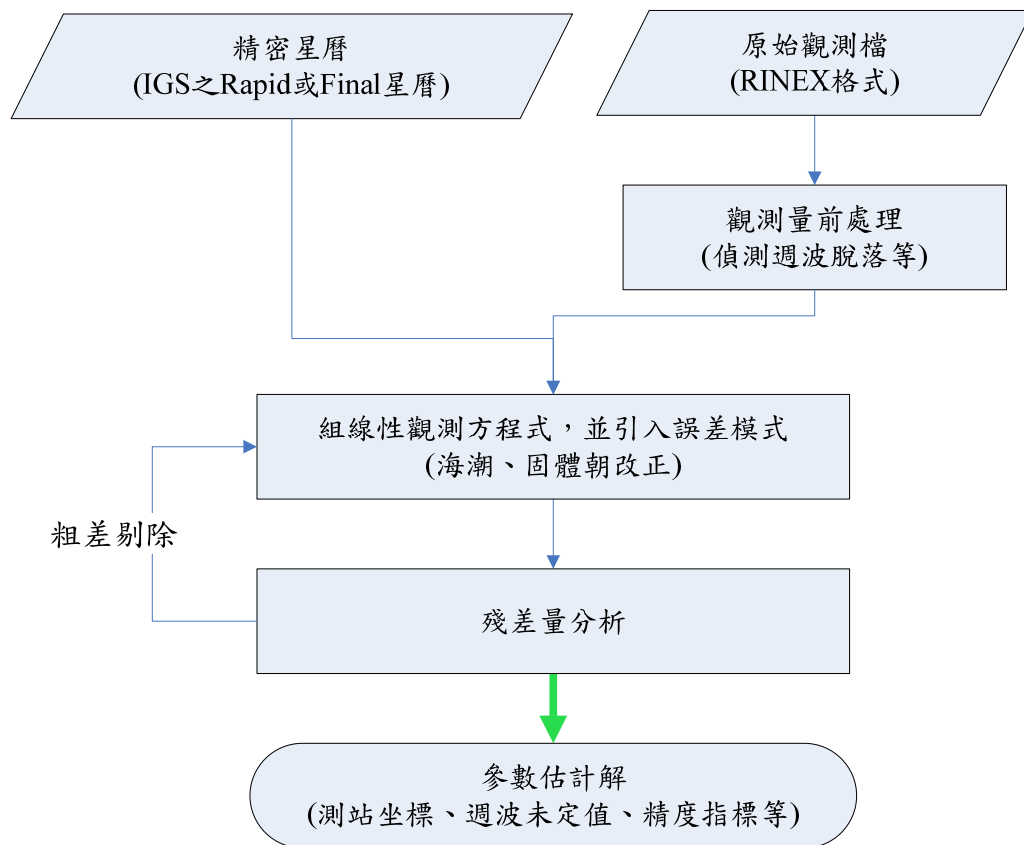 精密星曆
(IGS之Rapid或Final星曆)
原始觀測檔
(RINEX格式)
觀測量前處理
(偵測週波脫落等)
組線性觀測方程式，並引入誤差模式
(海潮、固體朝改正)
粗差剔除
殘差量分析
參數估計解
(測站坐標、週波未定值、精度指標等)